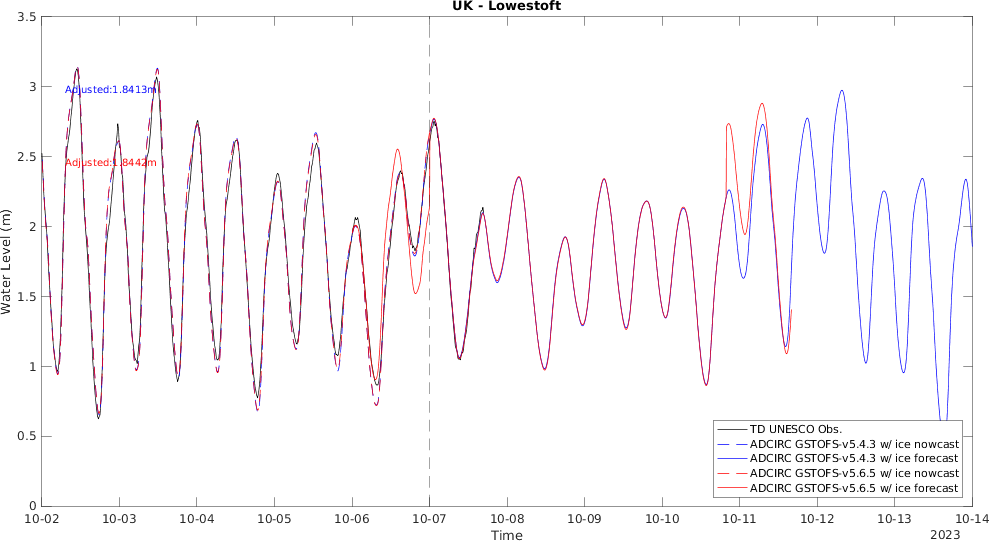 UK - Lowestoft
3.5
3
2.5
2
1.5
1
0.5
0
Water Level (m)
Adjusted:1.8413m
Adjusted:1.8442m
TD UNESCO Obs.
ADCIRC GSTOFS-v5.4.3 w/ ice nowcast
ADCIRC GSTOFS-v5.4.3 w/ ice forecast
ADCIRC GSTOFS-v5.6.5 w/ ice nowcast
ADCIRC GSTOFS-v5.6.5 w/ ice forecast
10-02 10-03 10-04 10-05 10-06 10-07 10-08 10-09 10-10 10-11 10-12 10-13 10-14
Time
2023